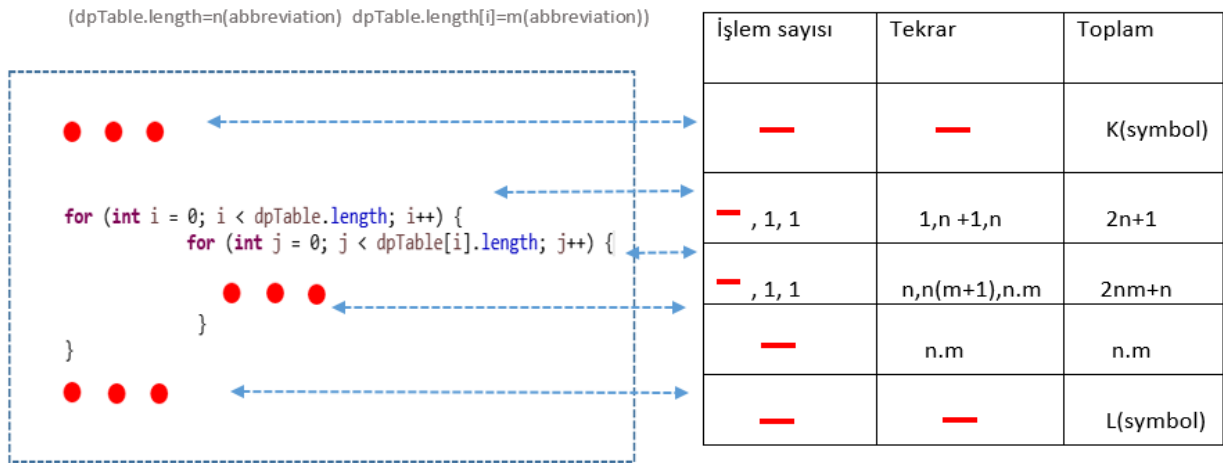 (dpTable.length=n(abbreviation) dpTable.length[i]=m(abbreviation))
İşlem sayısı Tekrar Toplam
K(symbol)
for (int i = 0; i < dpTable.length; i++) {
, 1, 1 1,n +1,n 2n+1
for (int j = 0; j < dpTable[i].length; j++) {
, 1, 1 n,n(m+1),n.m 2nm+n
}
n.m n.m
}
L(symbol)